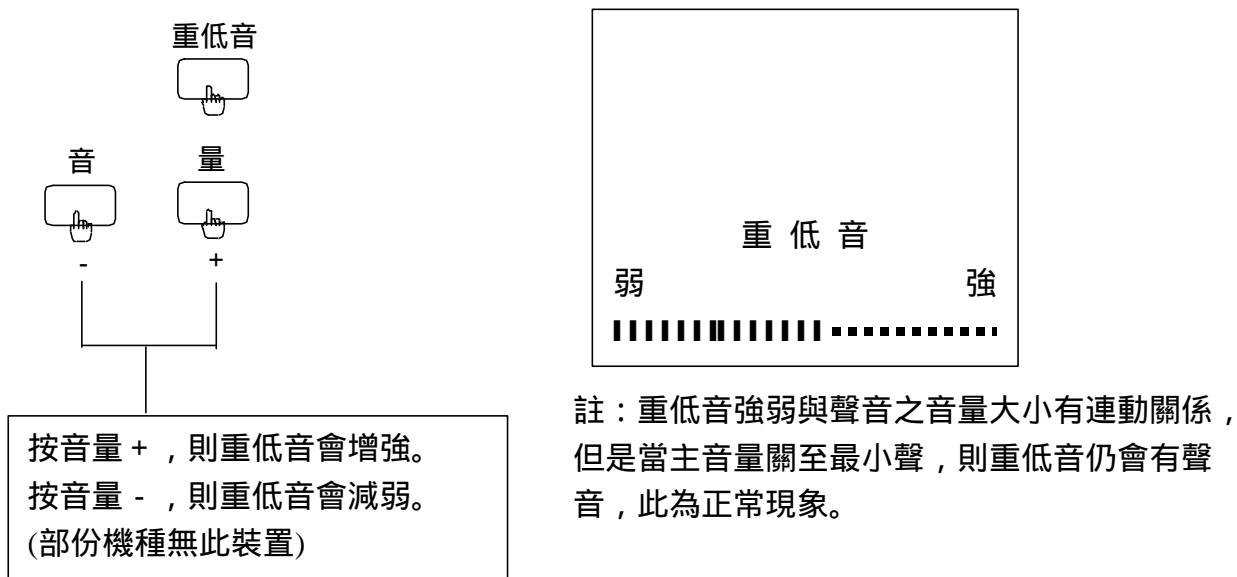 重低音
音 量
- +
按音量 + ，則重低音會增強。
按音量 - ，則重低音會減弱。
(部份機種無此裝置)
重 低 音
弱 強
註：重低音強弱與聲音之音量大小有連動關係，
但是當主音量關至最小聲，則重低音仍會有聲
音，此為正常現象。